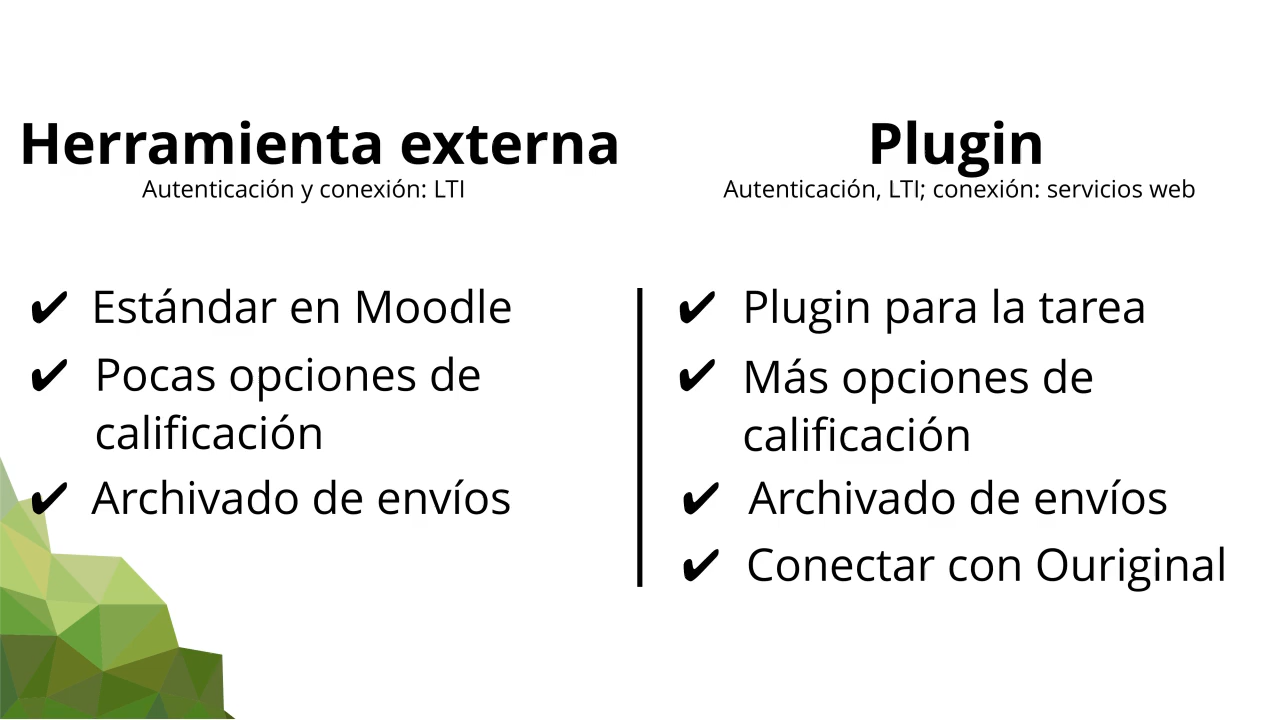 Herramienta externa
Autenticación y conexión: LTI
✔ Estándar en Moodle
✔ Pocas opciones de
calificación
✔ Archivado de envíos
Plugin
Autenticación, LTI; conexión: servicios web
✔ Plugin para la tarea
✔ Más opciones de
calificación
✔ Archivado de envíos
✔ Conectar con Ouriginal